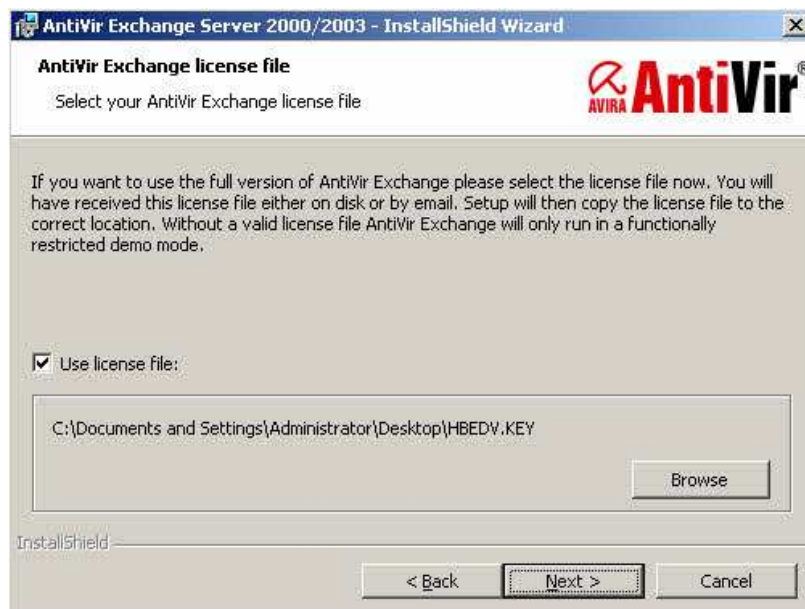 AntiVir Exchange Server 2000/2003 - InstallShield Wizard
AntiVir Exchange license file
Select your AntiVir Exchange license file
AVIRA AntiVir®
If you want to use the full version of AntiVir Exchange please select the license file now. You will
have received this license file either on disk or by email. Setup will then copy the license file to the
correct location. Without a valid license file AntiVir Exchange will only run in a functionally
restricted demo mode.
Use license file:
C:\Documents and Settings\Administrator\Desktop\HBEDV.KEY
Browse
InstallShield
< Back Next > Cancel